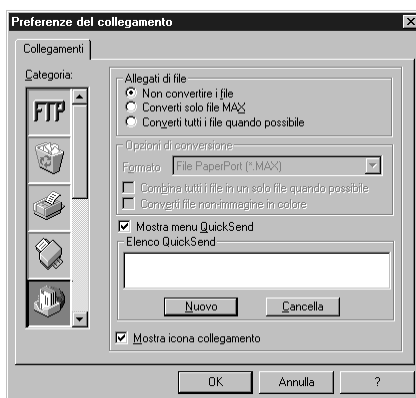 Preferenze del collegamento
Collegamenti
Categoria:
FTP
Allegati di file
Non convertire i file
Converti solo file MAX
Converti tutti i file quando possibile
Opzioni di conversione
Formato File PaperPort (*.MAX)
Combina tutti i file in un solo file quando possibile
Converti file non-immagine in colore
Mostra menu QuickSend
Elenco QuickSend
Nuovo Cancella
Mostra icona collegamento
OK Annulla ?